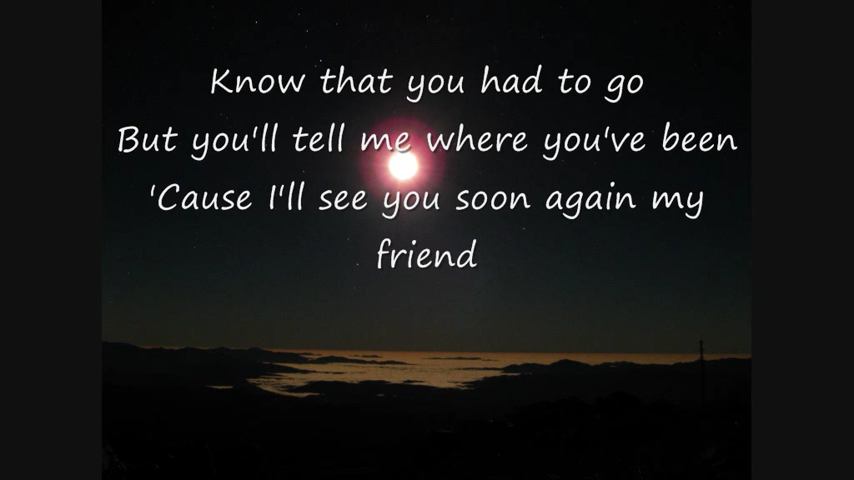 Know that you had to go
But you'll tell me where you've been
'Cause I'll see you soon again my
friend